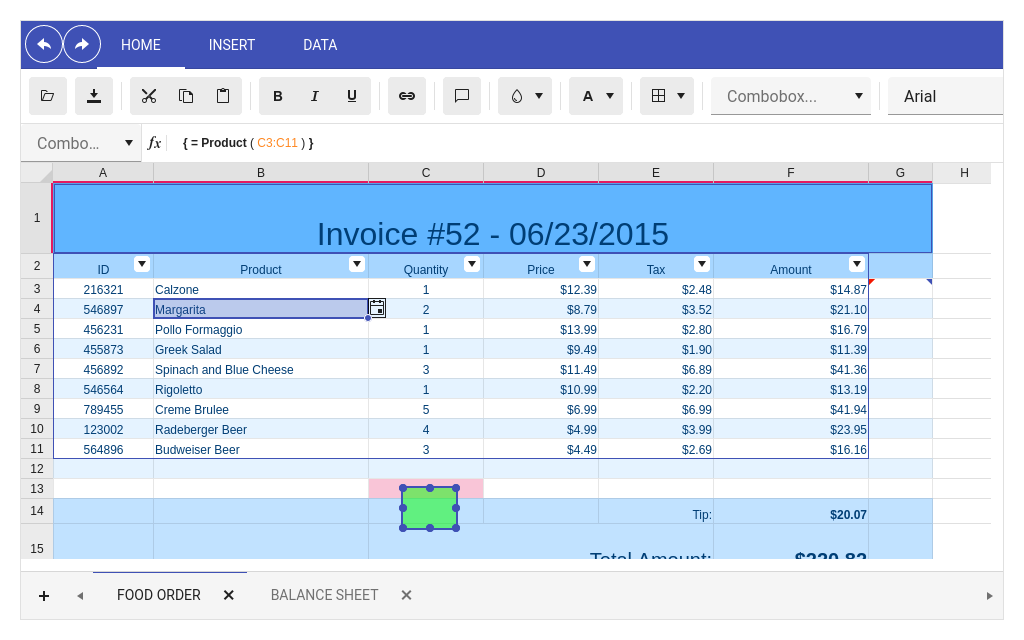 HOME INSERT DATA
B I U A Combobox... Arial
Combo... fx { = Product ( C3:C11 ) }
A B C D E F G H
1 Invoice #52 - 06/23/2015
2 ID Product Quantity Price Tax Amount
3 216321 Calzone 1 $12.39 $2.48 $14.87
4 546897 Margarita 2 $8.79 $3.52 $21.10
5 456231 Pollo Formaggio 1 $13.99 $2.80 $16.79
6 455873 Greek Salad 1 $9.49 $1.90 $11.39
7 456892 Spinach and Blue Cheese 3 $11.49 $6.89 $41.36
8 546564 Rigoletto 1 $10.99 $2.20 $13.19
9 789455 Creme Brulee 5 $6.99 $6.99 $41.94
10 123002 Radeberger Beer 4 $4.99 $3.99 $23.95
11 564896 Budweiser Beer 3 $4.49 $2.69 $16.16
12
13
14 Tip: $20.07
15 Total Amount: $220.82
+ FOOD ORDER BALANCE SHEET